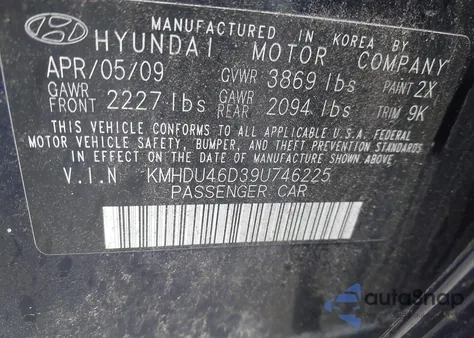 MANUFACTURED IN KOREA BY
HYUNDAI MOTOR COMPANY
APR/05/09 GVWR 3869 lbs PAINT 2X
GAWR FRONT 2227 lbs GAWR REAR 2094 lbs TRIM 9K
THIS VEHICLE CONFORMS TO ALL APPLICABLE U.S.A. FEDERAL
MOTOR VEHICLE SAFETY, BUMPER, AND THEFT PREVENTION STANDARDS
IN EFFECT ON THE DATE OF MANUFACTURE SHOWN ABOVE.
V.I.N KMHDU46D39U746225
PASSENGER CAR
autoSnap